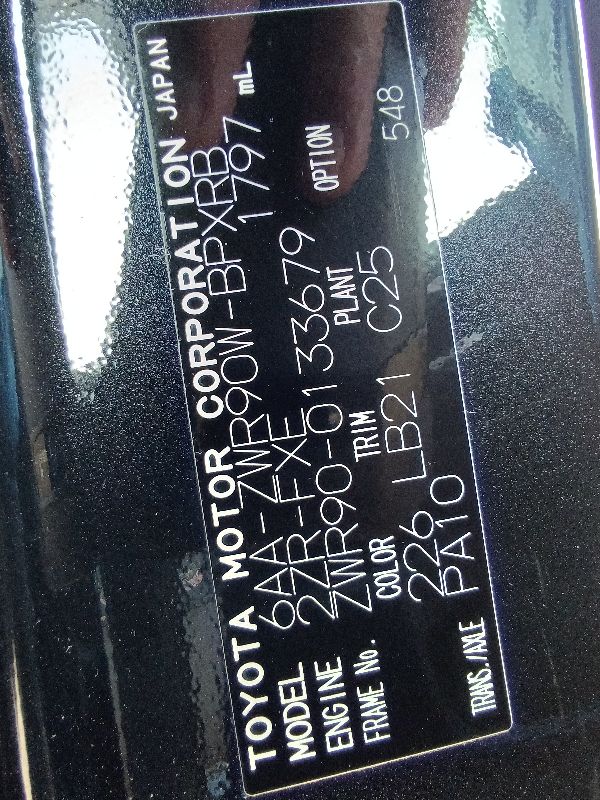 TOYOTA MOTOR CORPORATION JAPAN
MODEL 6AA-ZWR90W-BPXRB
ENGINE 2ZR-FXE 1797 mL
FRAME No. ZWR90-0133679
COLOR TRIM PLANT OPTION
226 LB21 C25 548
TRANS./AXLE PA10